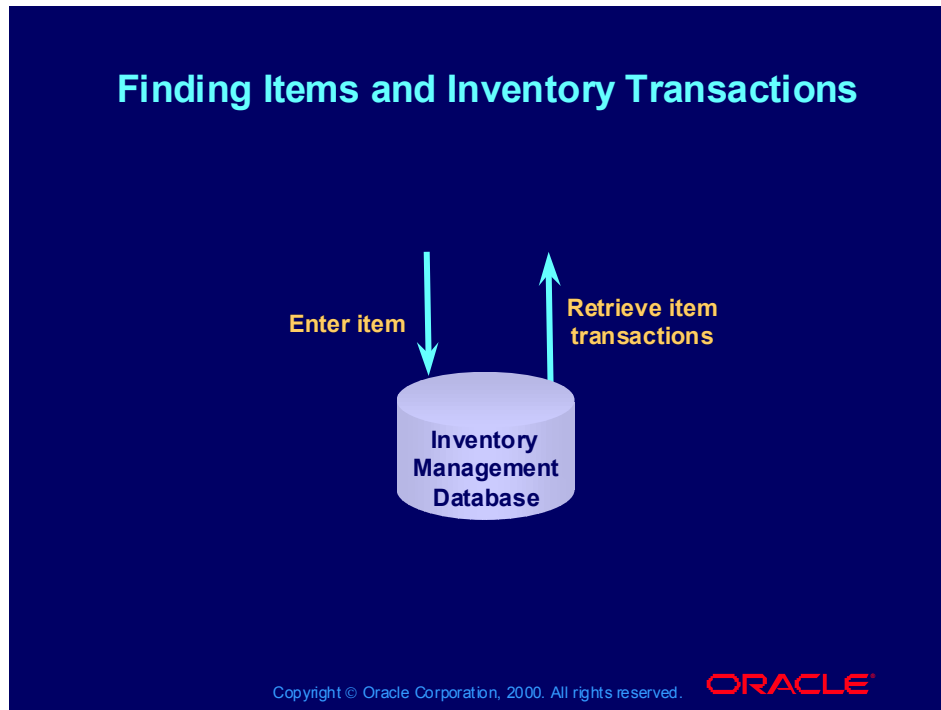 Finding Items and Inventory Transactions
Enter item
Retrieve item
transactions
Inventory
Management
Database
Copyright © Oracle Corporation, 2000. All rights reserved.
ORACLE®